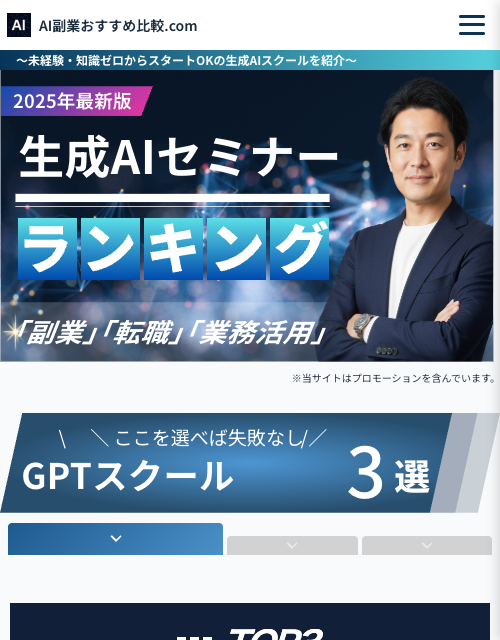 AI AI副業おすすめ比較.com
～未経験・知識ゼロからスタートOKの生成AIスクールを紹介～
2025年最新版
生成AIセミナー
ランキング
「副業」「転職」「業務活用」
※当サイトはプロモーションを含んでいます。
\ ＼ ここを選べば失敗なし/／
GPTスクール 3 選
TOP3